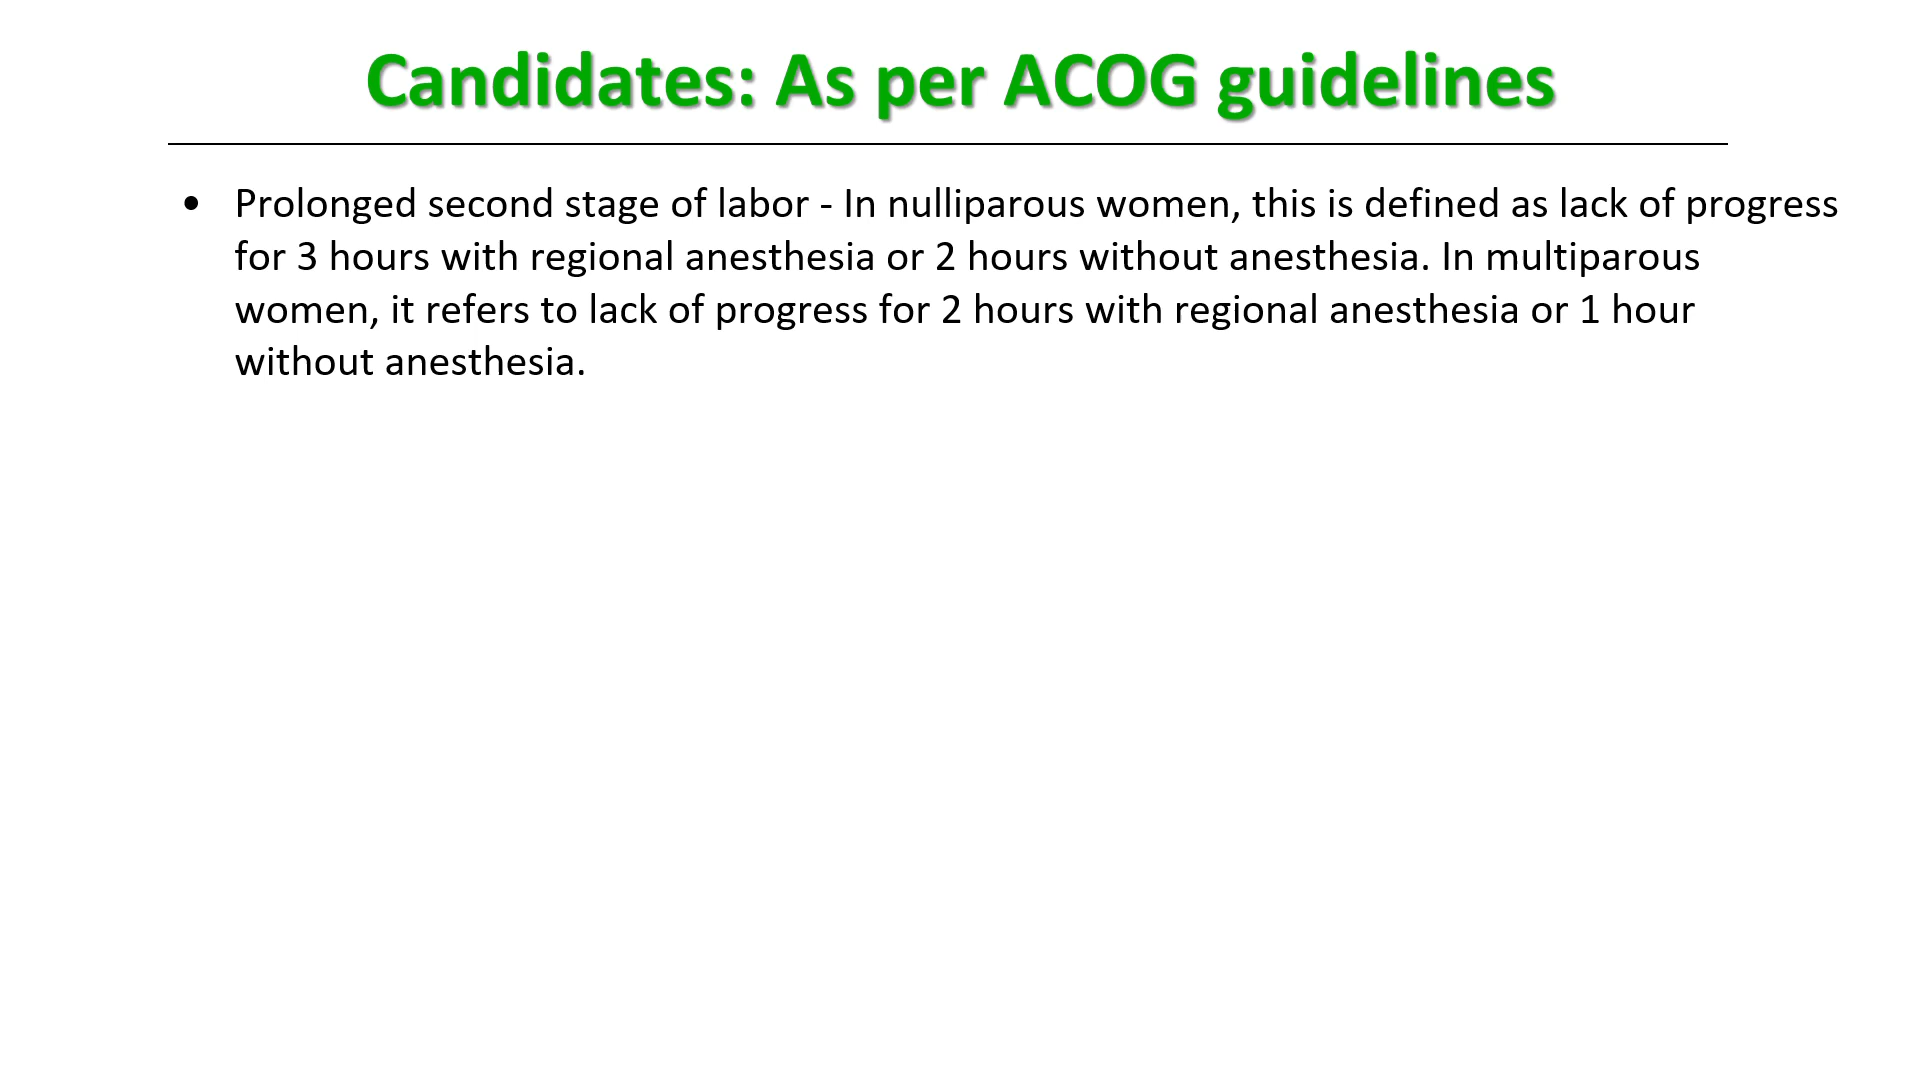 Candidates: As per ACOG guidelines
• Prolonged second stage of labor - In nulliparous women, this is defined as lack of progress
for 3 hours with regional anesthesia or 2 hours without anesthesia. In multiparous
women, it refers to lack of progress for 2 hours with regional anesthesia or 1 hour
without anesthesia.